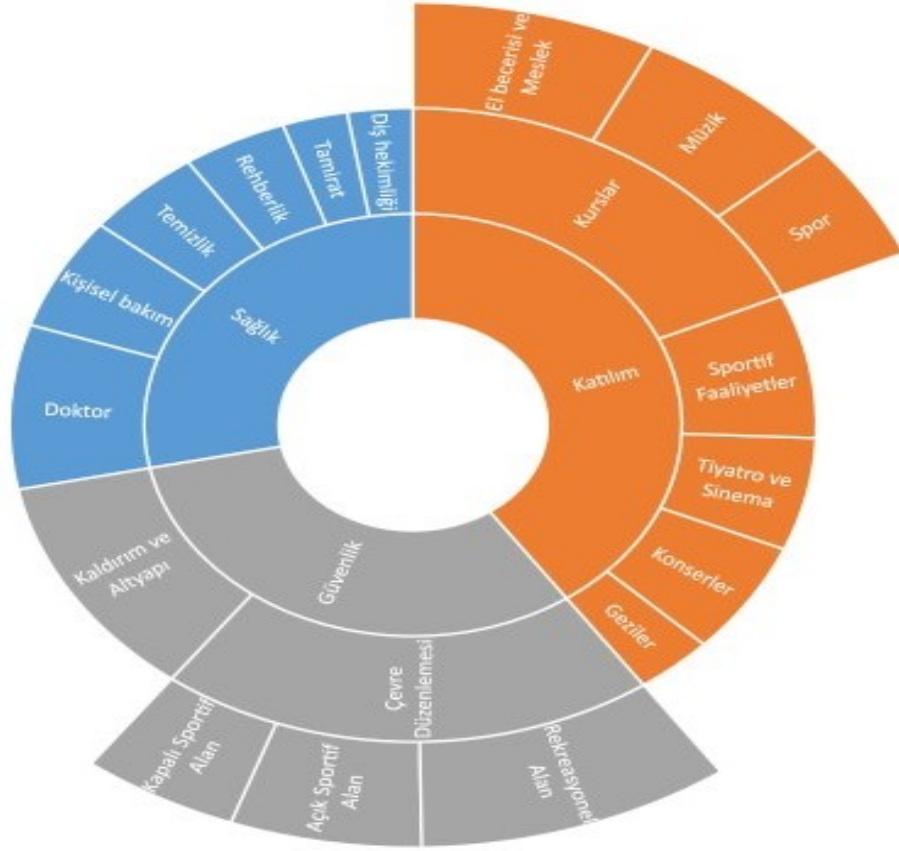 El becerisi ve
Meslek
Müzik
Spor
Kurslar
Katılım
Sportif
Faaliyetler
Tiyatro ve
Sinema
Konserler
Geziler
Güvenlik
Çevre
Düzenlemesi
Rekreasyonel
Alan
Açık Sportif
Alan
Kapalı Sportif
Alan
Kaldırım ve
Altyapı
Sağlık
Doktor
Kişisel bakım
Temizlik
Rehberlik
Tamirat
Diş hekimliği